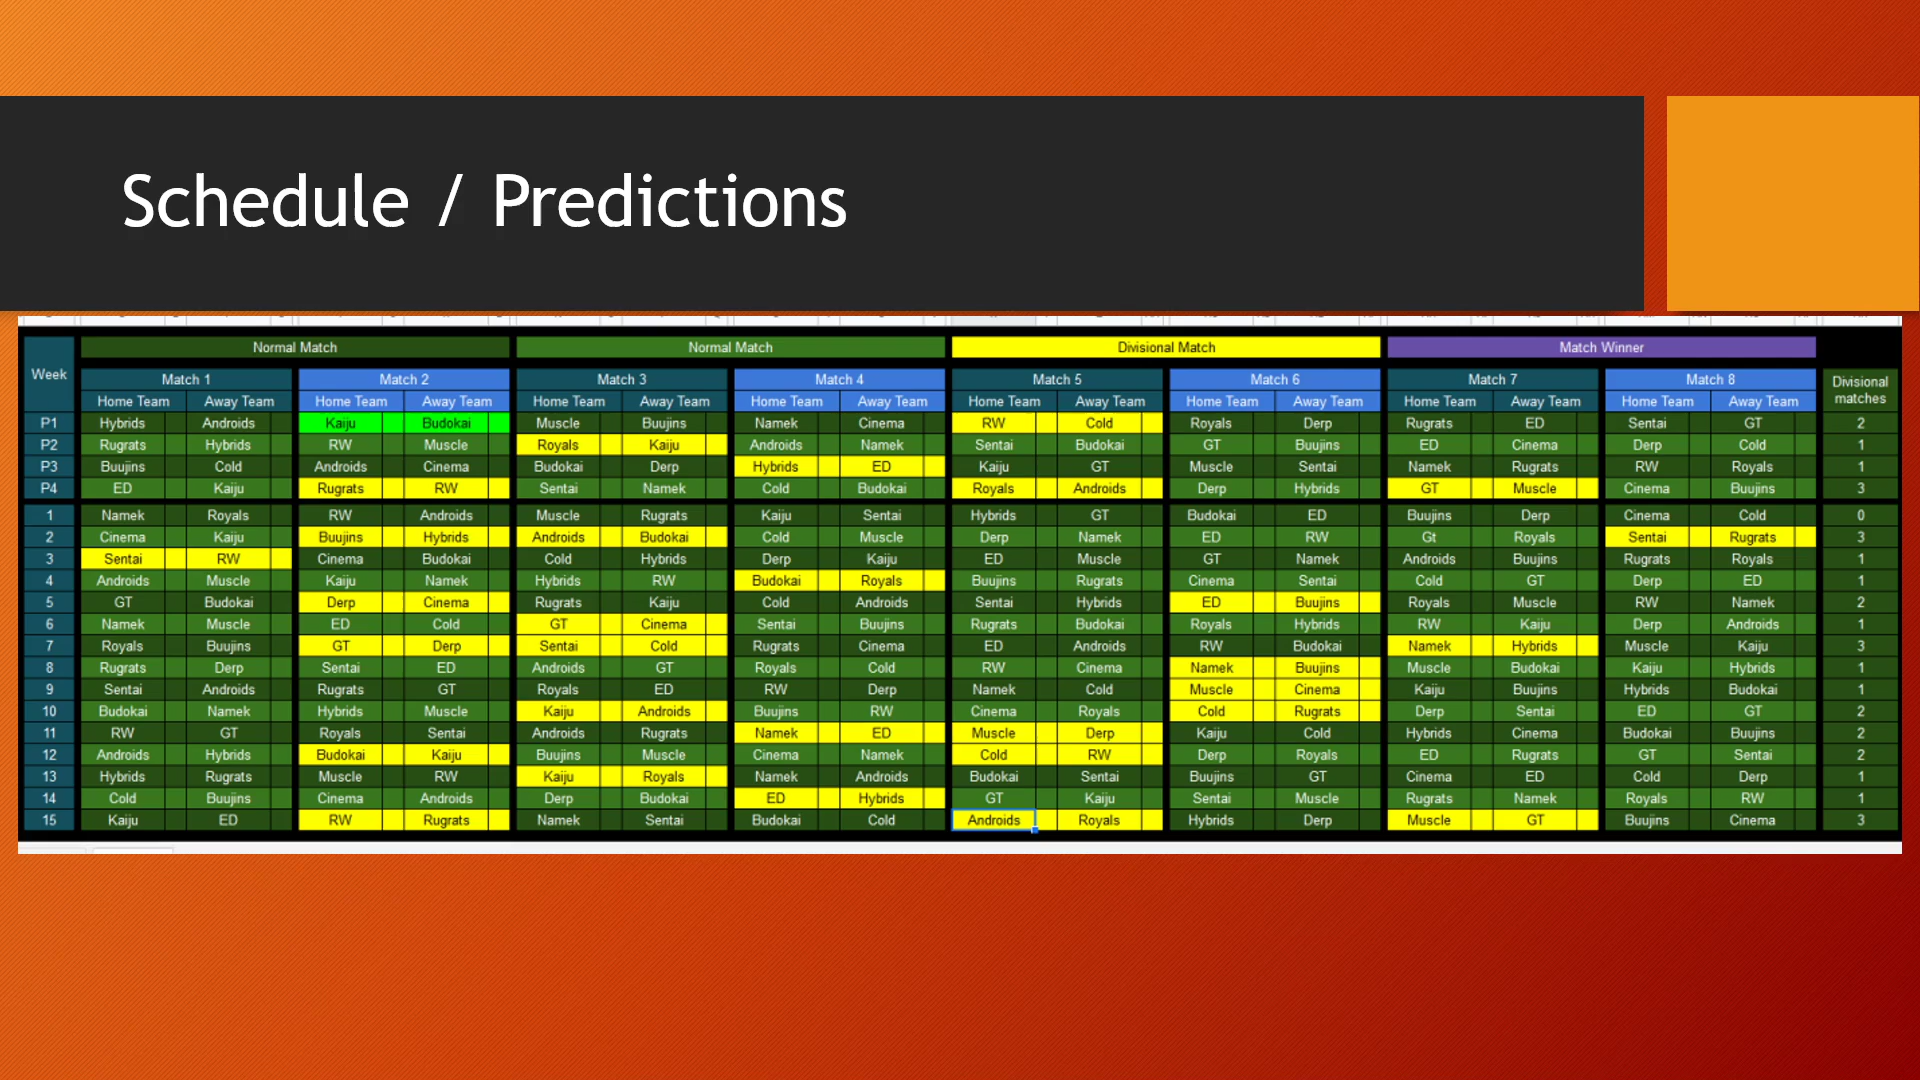 Schedule / Predictions
Normal Match Normal Match Divisional Match Match Winner
Week Match 1 Match 2 Match 3 Match 4 Match 5 Match 6 Match 7 Match 8 Divisional matches
Home Team Away Team Home Team Away Team Home Team Away Team Home Team Away Team Home Team Away Team Home Team Away Team Home Team Away Team Home Team Away Team
P1 Hybrids Androids Kaiju Budokai Muscle Buujins Namek Cinema RW Cold Royals Derp Rugrats ED Sentai GT 2
P2 Rugrats Hybrids RW Muscle Royals Kaiju Androids Namek Sentai Budokai GT Buujins ED Cinema Derp Cold 1
P3 Buujins Cold Androids Cinema Budokai Derp Hybrids ED Kaiju GT Muscle Sentai Namek Rugrats RW Royals 1
P4 ED Kaiju Rugrats RW Sentai Namek Cold Budokai Royals Androids Derp Hybrids GT Muscle Cinema Buujins 3
1 Namek Royals RW Androids Muscle Rugrats Kaiju Sentai Hybrids GT Budokai ED Buujins Derp Cinema Cold 0
2 Cinema Kaiju Buujins Hybrids Androids Budokai Cold Muscle Derp Namek ED RW Gt Royals Sentai Rugrats 3
3 Sentai RW Cinema Budokai Cold Hybrids Derp Kaiju ED Muscle GT Namek Androids Buujins Rugrats Royals 1
4 Androids Muscle Kaiju Namek Hybrids RW Budokai Royals Buujins Rugrats Cinema Sentai Cold GT Derp ED 1
5 GT Budokai Derp Cinema Rugrats Kaiju Cold Androids Sentai Hybrids ED Buujins Royals Muscle RW Namek 2
6 Namek Muscle ED Cold GT Cinema Sentai Buujins Rugrats Budokai Royals Hybrids RW Kaiju Derp Androids 1
7 Royals Buujins GT Derp Sentai Cold Rugrats Cinema ED Androids RW Budokai Namek Hybrids Muscle Kaiju 3
8 Rugrats Derp Sentai ED Androids GT Royals Cold RW Cinema Namek Buujins Muscle Budokai Kaiju Hybrids 1
9 Sentai Androids Rugrats GT Royals ED RW Derp Namek Cold Muscle Cinema Kaiju Buujins Hybrids Budokai 1
10 Budokai Namek Hybrids Muscle Kaiju Androids Buujins RW Cinema Royals Cold Rugrats Derp Sentai ED GT 2
11 RW GT Royals Sentai Androids Rugrats Namek ED Muscle Derp Kaiju Cold Hybrids Cinema Budokai Buujins 2
12 Androids Hybrids Budokai Kaiju Buujins Muscle Cinema Namek Cold RW Derp Royals ED Rugrats GT Sentai 2
13 Hybrids Rugrats Muscle RW Kaiju Royals Namek Androids Budokai Sentai Buujins GT Cinema ED Cold Derp 1
14 Cold Buujins Cinema Androids Derp Budokai ED Hybrids GT Kaiju Sentai Muscle Rugrats Namek Royals RW 1
15 Kaiju ED RW Rugrats Namek Sentai Budokai Cold Androids Royals Hybrids Derp Muscle GT Buujins Cinema 3